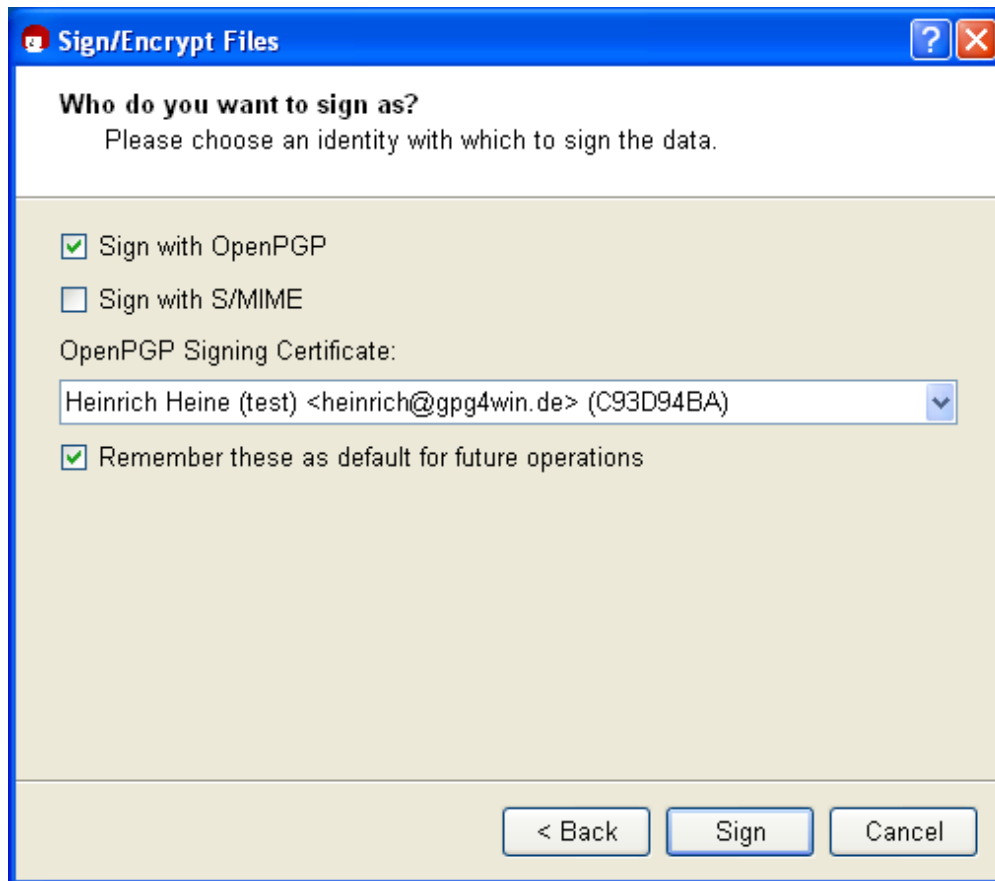 Sign/Encrypt Files
Who do you want to sign as?
Please choose an identity with which to sign the data.
Sign with OpenPGP
Sign with S/MIME
OpenPGP Signing Certificate:
Heinrich Heine (test) <heinrich@gpg4win.de> (C93D94BA)
Remember these as default for future operations
< Back Sign Cancel